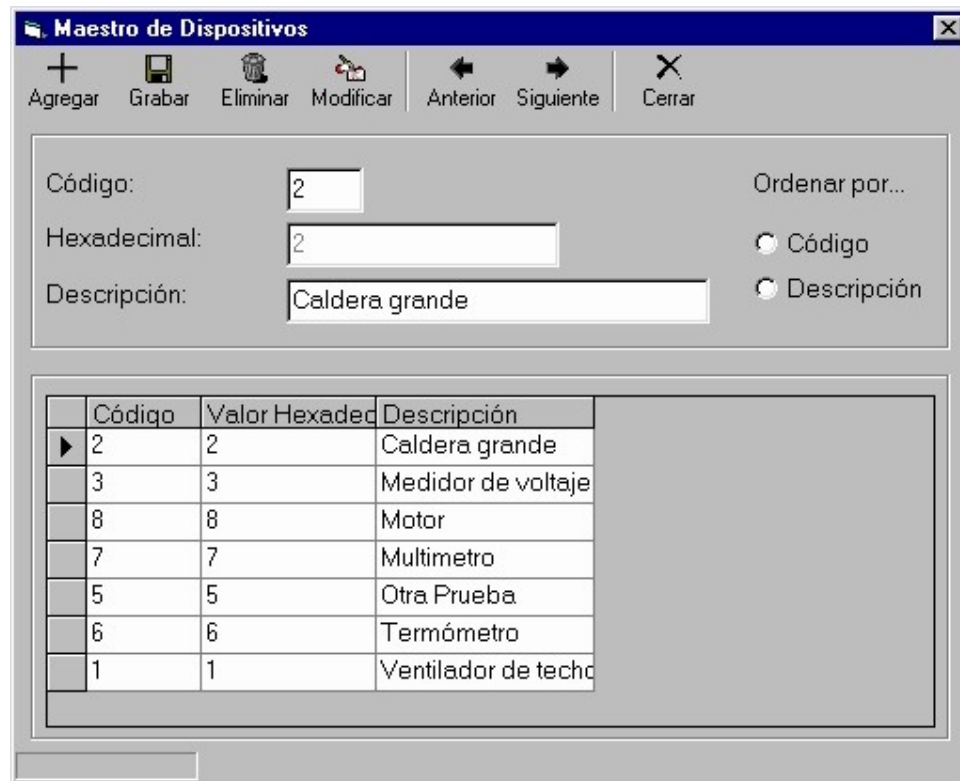 Maestro de Dispositivos
Agregar Grabar Eliminar Modificar Anterior Siguiente Cerrar
Código: 2 Ordenar por...
Hexadecimal: 2 Código
Descripción: Caldera grande Descripción
Código Valor Hexadec Descripción
2 2 Caldera grande
3 3 Medidor de voltaje
8 8 Motor
7 7 Multimetro
5 5 Otra Prueba
6 6 Termómetro
1 1 Ventilador de techo